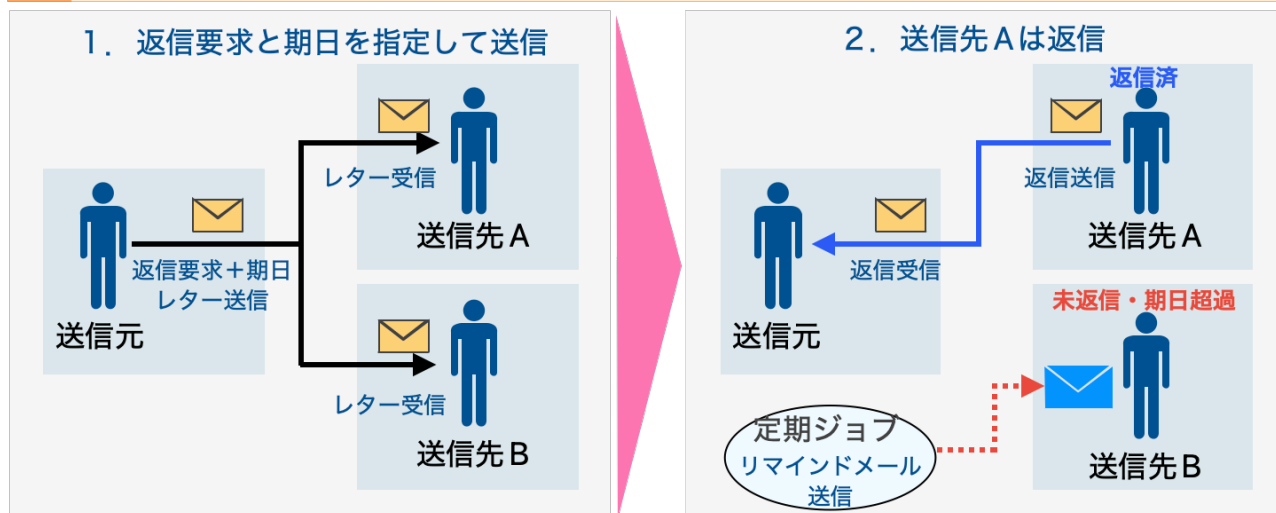 １．返信要求と期日を指定して送信
レター受信
送信先Ａ
返信要求＋期日
レター送信
送信元
レター受信
送信先Ｂ
２．送信先Ａは返信
返信済
返信送信
送信先Ａ
返信受信
送信元
未返信・期日超過
定期ジョブ
リマインドメール
送信
送信先Ｂ